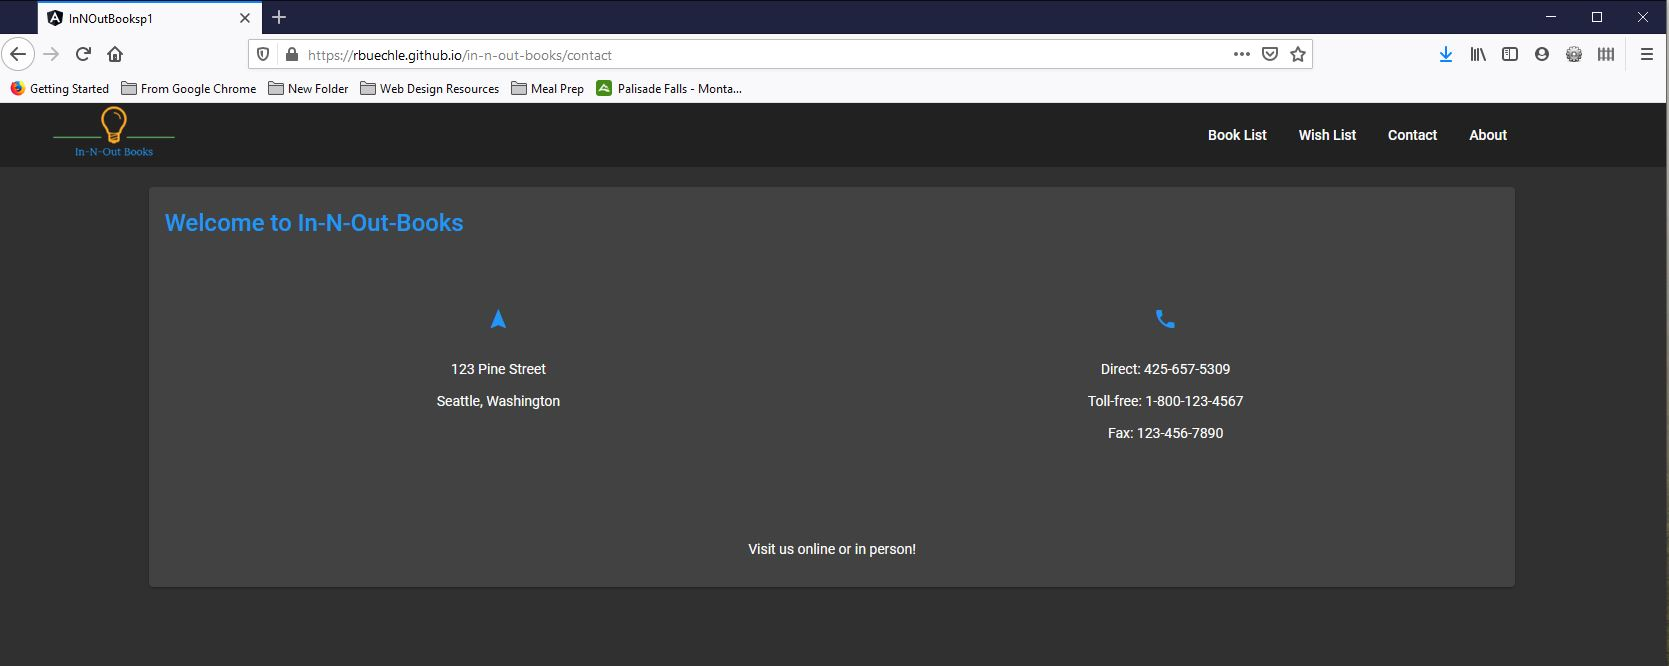 InNOutBooksp1
https://rbuechle.github.io/in-n-out-books/contact
Getting Started From Google Chrome New Folder Web Design Resources Meal Prep Palisade Falls - Monta...
In-N-Out Books
Book List Wish List Contact About
Welcome to In-N-Out-Books
123 Pine Street
Seattle, Washington
Direct: 425-657-5309
Toll-free: 1-800-123-4567
Fax: 123-456-7890
Visit us online or in person!